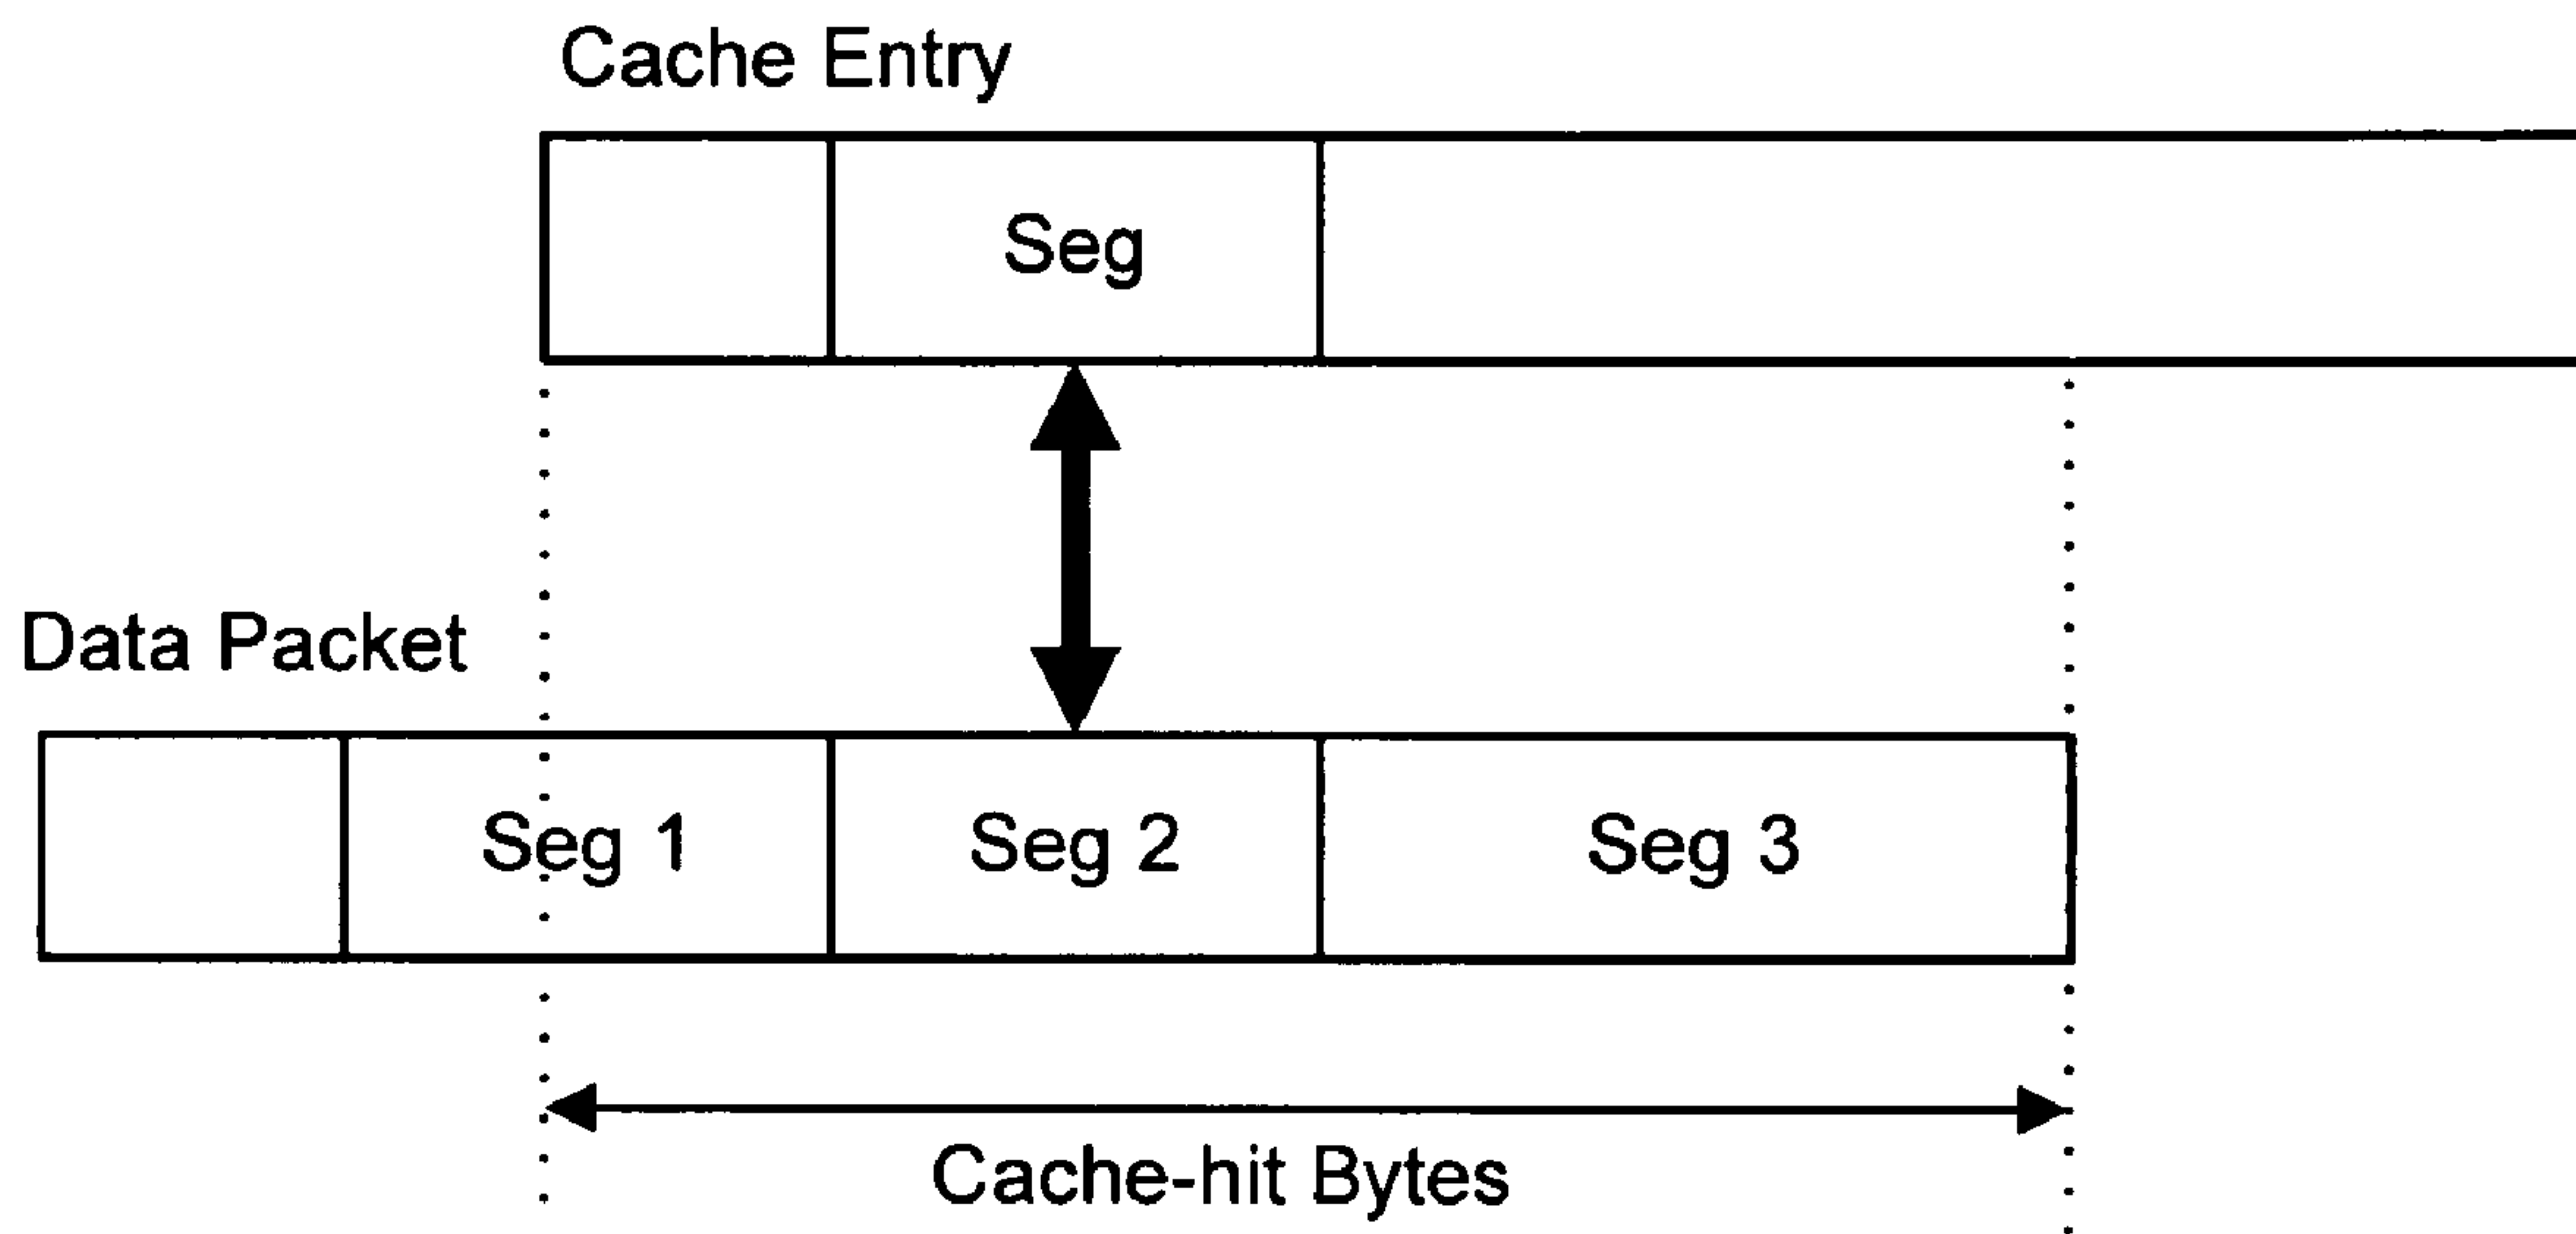 Cache Entry
Seg
Data Packet
Seg 1
Seg 2
Seg 3
Cache-hit Bytes